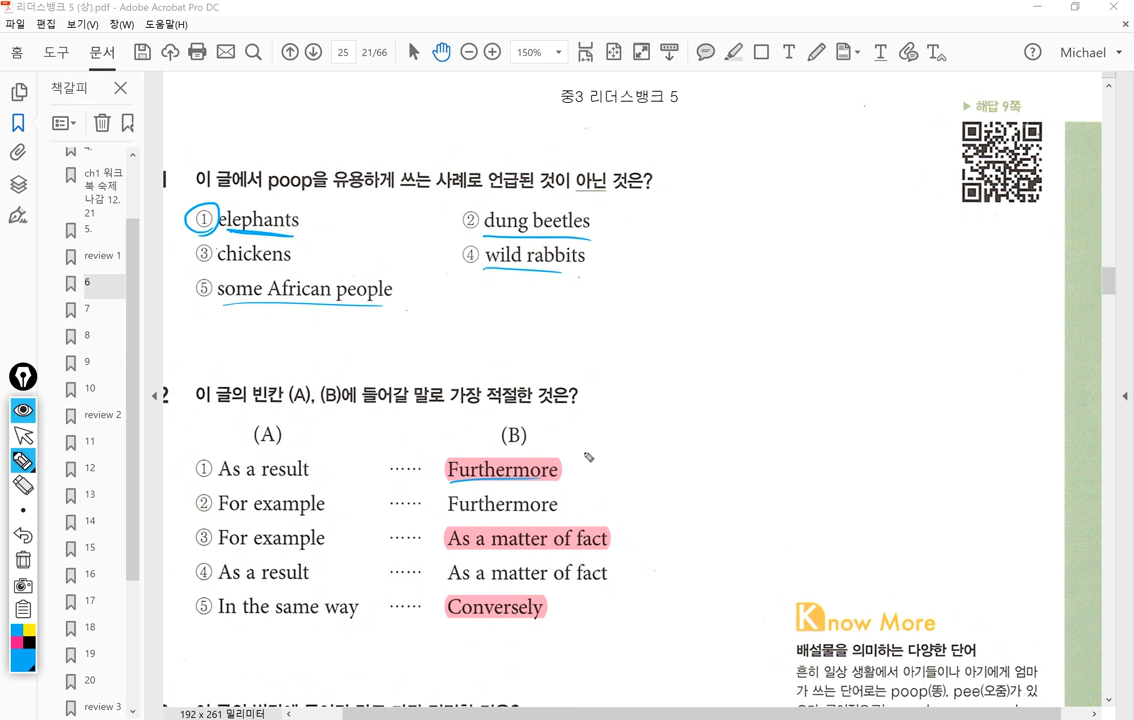 리더스뱅크 5 (상).pdf - Adobe Acrobat Pro DC
파일 편집 보기(V) 창(W) 도움말(H)
홈 도구 문서 25 21/66 150% Michael
책갈피
중3 리더스뱅크 5
▶ 해답 9쪽
4.
ch1 워크
북 숙제
나감 12.
21
5.
review 1
6
7
8
9
10
review 2
11
12
13
14
15
16
17
18
19
20
review 3
1 이 글에서 poop을 유용하게 쓰는 사례로 언급된 것이 아닌 것은?
① elephants ② dung beetles
③ chickens ④ wild rabbits
⑤ some African people
2 이 글의 빈칸 (A), (B)에 들어갈 말로 가장 적절한 것은?
(A) (B)
① As a result ······ Furthermore
② For example ······ Furthermore
③ For example ······ As a matter of fact
④ As a result ······ As a matter of fact
⑤ In the same way ······ Conversely
Know More
배설물을 의미하는 다양한 단어
흔히 일상 생활에서 아기들이나 아기에게 엄마
가 쓰는 단어로는 poop(똥), pee(오줌)가 있
192 x 261 밀리미터